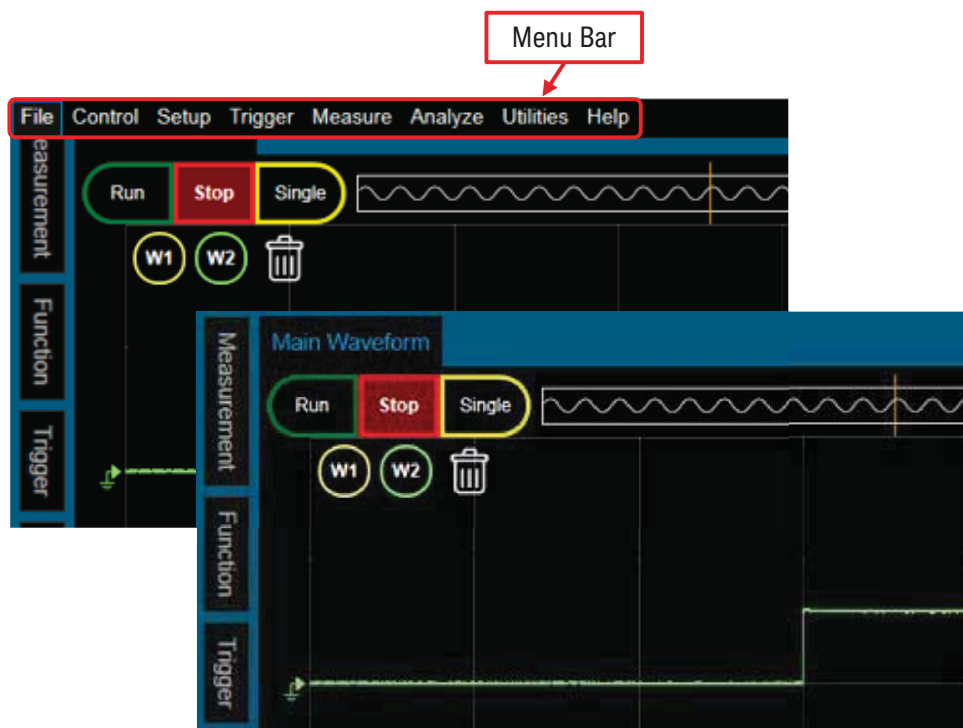 Menu Bar
File Control Setup Trigger Measure Analyze Utilities Help
easurement
Run Stop Single
W1 W2
Function
Trigger
Measurement
Main Waveform
Run Stop Single
W1 W2
Function
Trigger